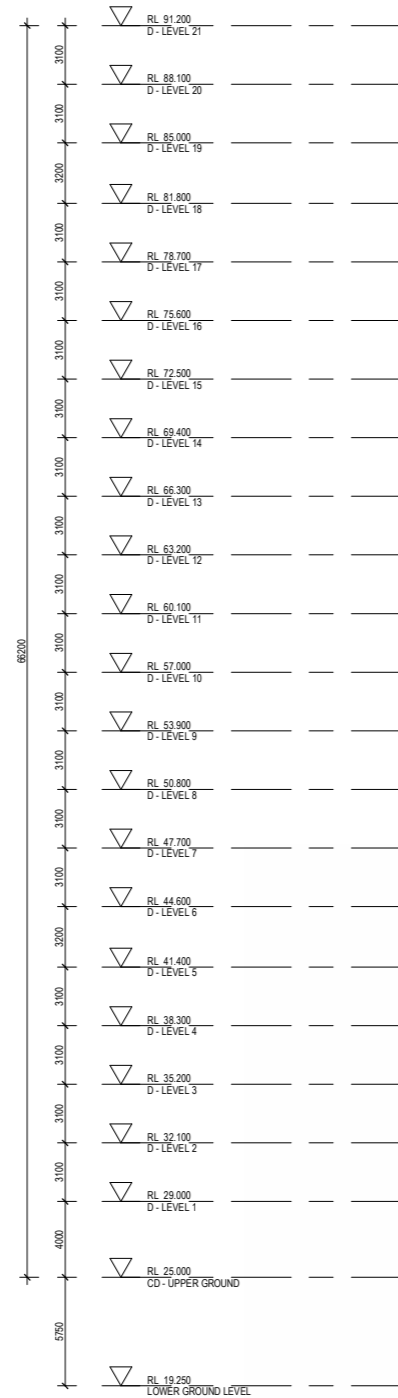 RL 91.200
D - LEVEL 21
3100
RL 88.100
D - LEVEL 20
3100
RL 85.000
D - LEVEL 19
3200
RL 81.800
D - LEVEL 18
3100
RL 78.700
D - LEVEL 17
3100
RL 75.600
D - LEVEL 16
3100
RL 72.500
D - LEVEL 15
3100
RL 69.400
D - LEVEL 14
3100
RL 66.300
D - LEVEL 13
3100
RL 63.200
D - LEVEL 12
3100
RL 60.100
D - LEVEL 11
66200
3100
RL 57.000
D - LEVEL 10
3100
RL 53.900
D - LEVEL 9
3100
RL 50.800
D - LEVEL 8
3100
RL 47.700
D - LEVEL 7
3100
RL 44.600
D - LEVEL 6
3200
RL 41.400
D - LEVEL 5
3100
RL 38.300
D - LEVEL 4
3100
RL 35.200
D - LEVEL 3
3100
RL 32.100
D - LEVEL 2
3100
RL 29.000
D - LEVEL 1
4000
RL 25.000
CD - UPPER GROUND
5750
RL 19.250
LOWER GROUND LEVEL